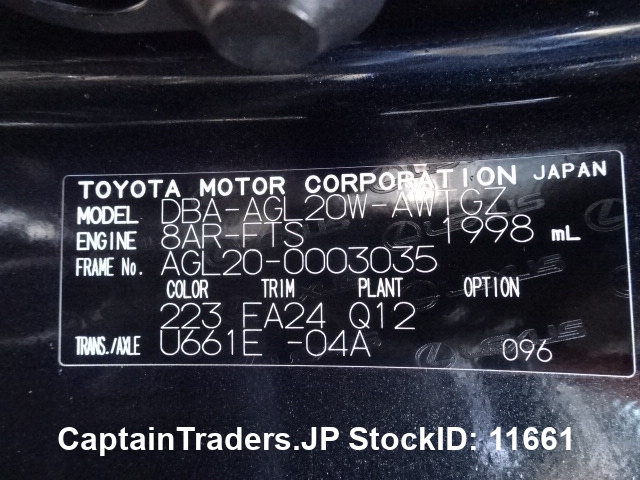 TOYOTA MOTOR CORPORATION JAPAN
MODEL DBA-AGL20W-AWTGZ
ENGINE 8AR-FTS 1998 mL
FRAME No. AGL20-0003035
COLOR TRIM PLANT OPTION
223 FA24 Q12
TRANS./AXLE U661E -04A 096
LEXUS
CaptainTraders.JP StockID: 11661